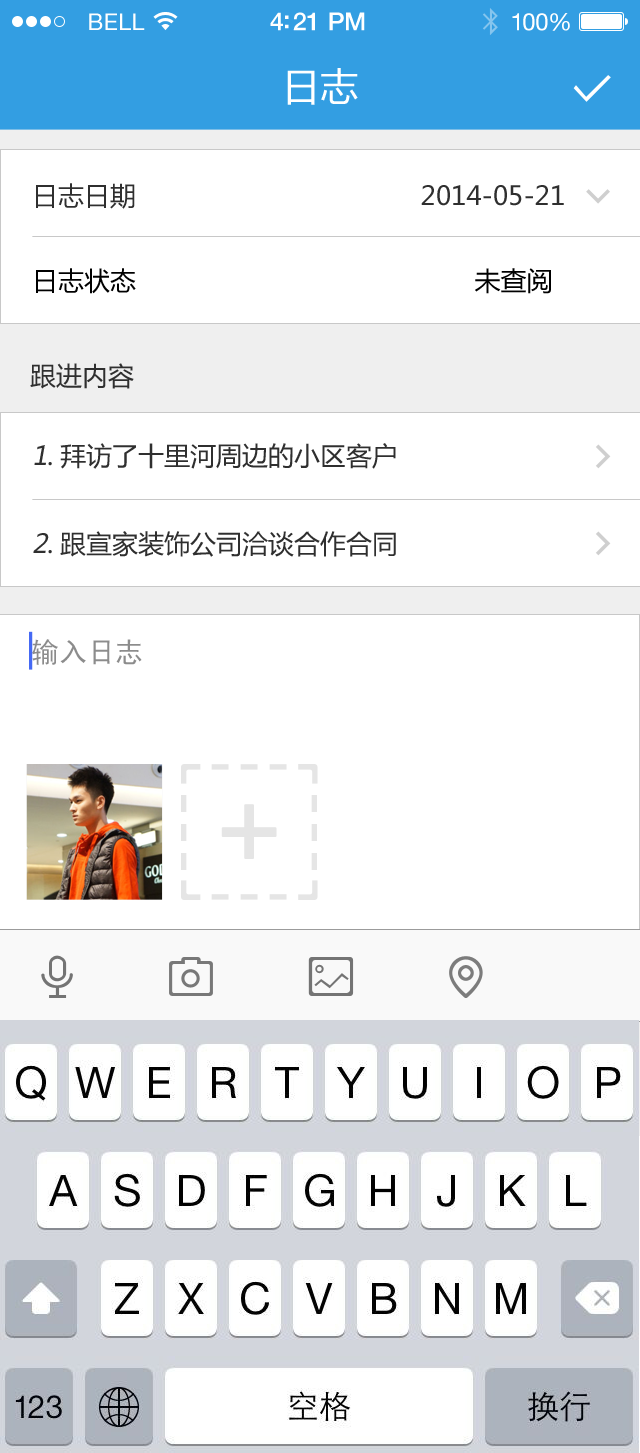 BELL 4:21 PM 100%
日志
日志日期 2014-05-21
日志状态 未查阅
跟进内容
1. 拜访了十里河周边的小区客户
2. 跟宣家装饰公司洽谈合作合同
输入日志
GOD
Q W E R T Y U I O P
A S D F G H J K L
Z X C V B N M
123 空格 换行